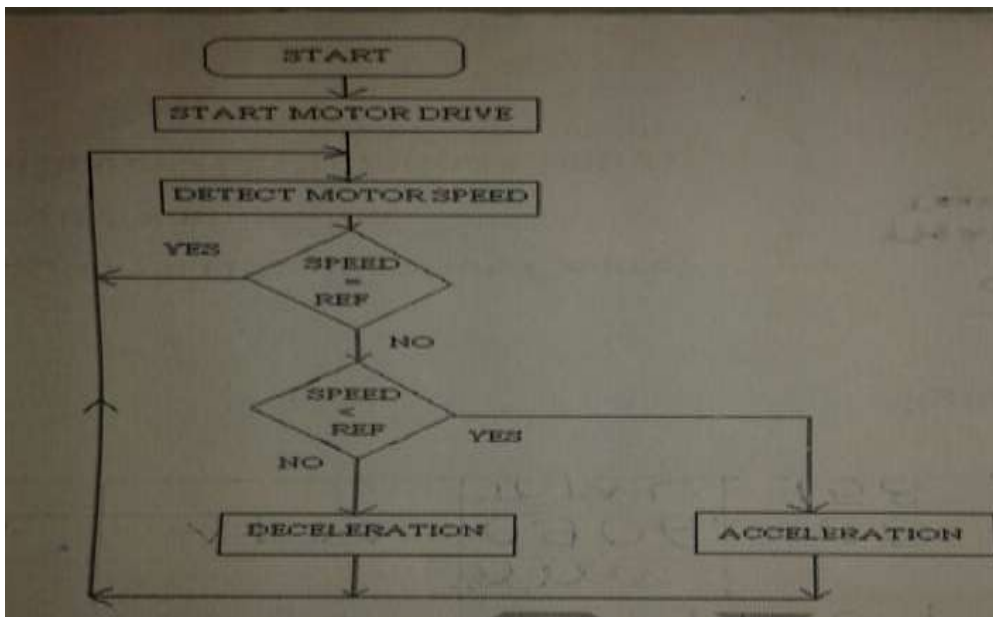 START
START MOTOR DRIVE
DETECT MOTOR SPEED
YES
SPEED
=
REF
NO
SPEED
<
REF
YES
NO
DECELERATION
ACCELERATION